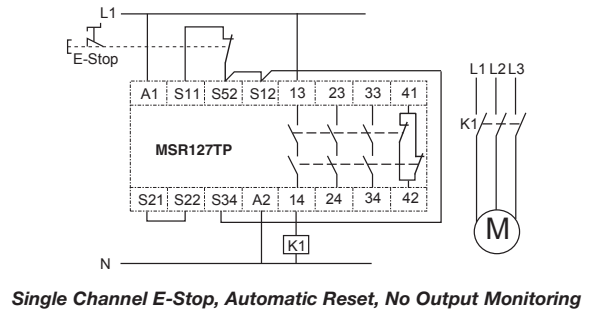 L1
E-Stop
A1 S11 S52 S12 13 23 33 41
MSR127TP
S21 S22 S34 A2 14 24 34 42
K1
N
L1 L2 L3
K1
M
Single Channel E-Stop, Automatic Reset, No Output Monitoring